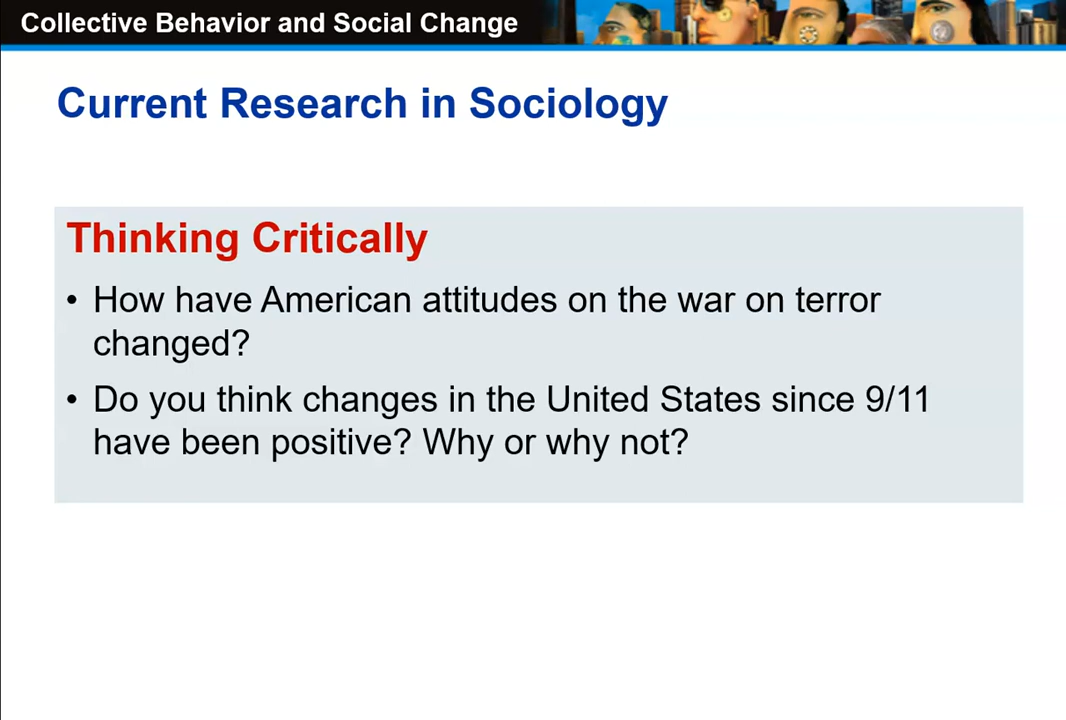 Collective Behavior and Social Change
Current Research in Sociology
Thinking Critically
• How have American attitudes on the war on terror
changed?
• Do you think changes in the United States since 9/11
have been positive? Why or why not?